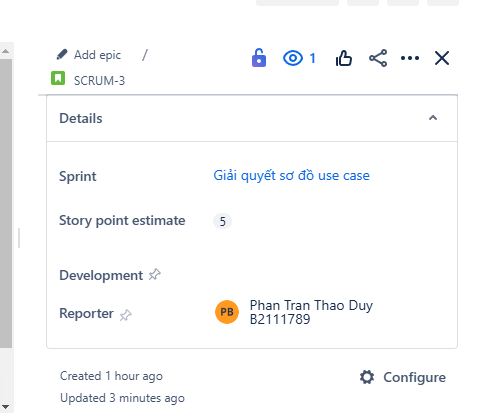 Add epic /
1
SCRUM-3
Details
Sprint Giải quyết sơ đồ use case
Story point estimate 5
Development
Reporter PB Phan Tran Thao Duy
B2111789
Created 1 hour ago Configure
Updated 3 minutes ago